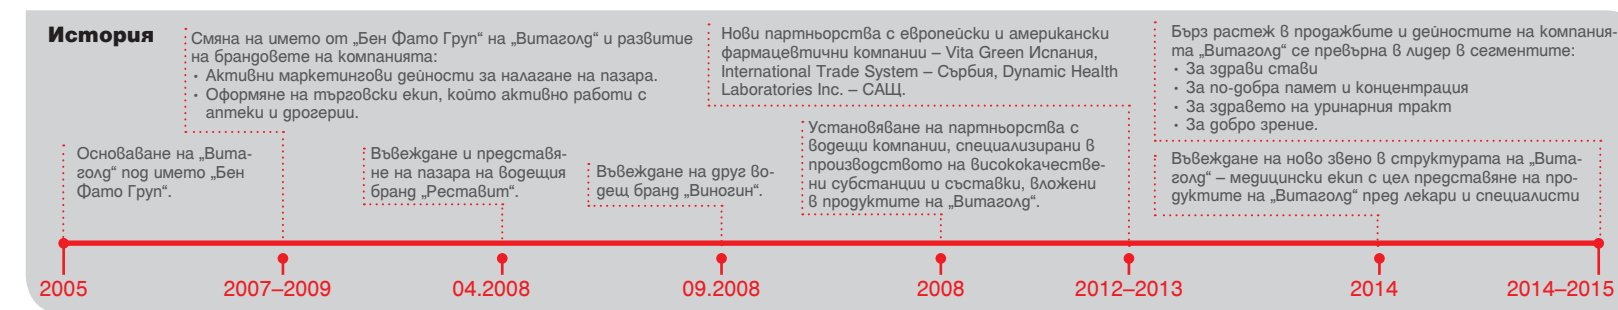 История
Смяна на името от „Бен Фато Груп“ на „Витаголд“ и развитие
на брандовете на компанията:
· Активни маркетингови дейности за налагане на пазара.
· Оформяне на търговски екип, който активно работи с
аптеки и дрогерии.
Нови партньорства с европейски и американски
фармацевтични компании – Vita Green Испания,
International Trade System – Сърбия, Dynamic Health
Laboratories Inc. – САЩ.
Бърз растеж в продажбите и дейностите на компания-
та „Витаголд“ се превърна в лидер в сегментите:
· За здрави стави
· За по-добра памет и концентрация
· За здравето на уринарния тракт
· За добро зрение.
Основаване на „Вита-
голд“ под името „Бен
Фато Груп“.
Въвеждане и представя-
не на пазара на водещия
бранд „Реставит“.
Въвеждане на друг во-
дещ бранд „Виногин“.
Установяване на партньорства с
водещи компании, специализирани в
производството на висококачестве-
ни субстанции и съставки, вложени
в продуктите на „Витаголд“.
Въвеждане на ново звено в структурата на „Вита-
голд“ – медицински екип с цел представяне на про-
дуктите на „Витаголд“ пред лекари и специалисти
2005
2007–2009
04.2008
09.2008
2008
2012–2013
2014
2014–2015